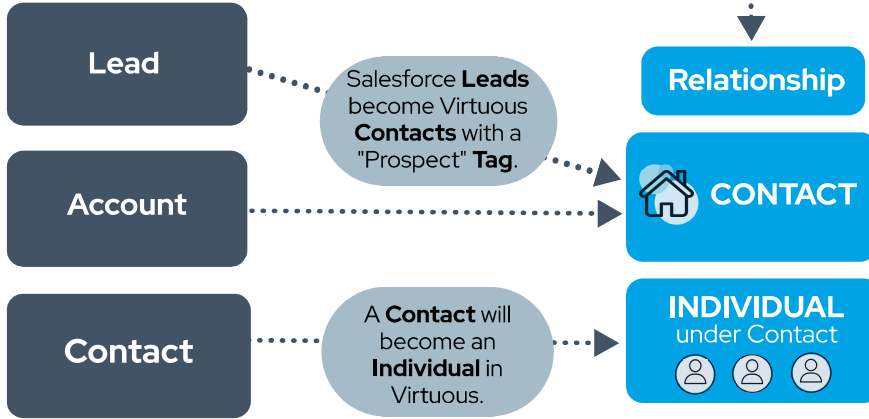 Lead
Salesforce Leads
become Virtuous
Contacts with a
"Prospect" Tag.
Relationship
Account
CONTACT
Contact
A Contact will
become an
Individual in
Virtuous.
INDIVIDUAL
under Contact